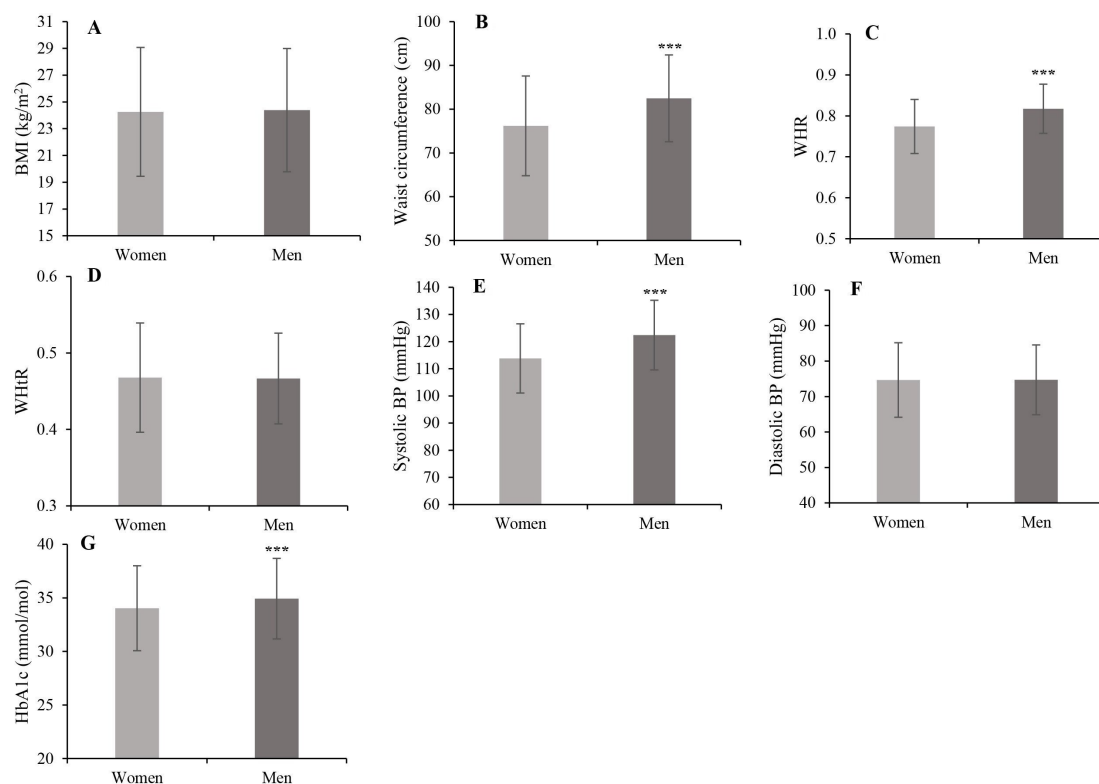 A
BMI (kg/m²)
31
29
27
25
23
21
19
17
15
Women Men
B
***
Waist circumference (cm)
100
90
80
70
60
50
Women Men
C
***
WHR
1.0
0.9
0.8
0.7
0.6
0.5
Women Men
D
WHtR
0.6
0.5
0.4
0.3
Women Men
E
***
Systolic BP (mmHg)
140
130
120
110
100
90
80
70
60
Women Men
F
Diastolic BP (mmHg)
100
90
80
70
60
50
40
Women Men
G
***
HbA1c (mmol/mol)
40
35
30
25
20
Women Men